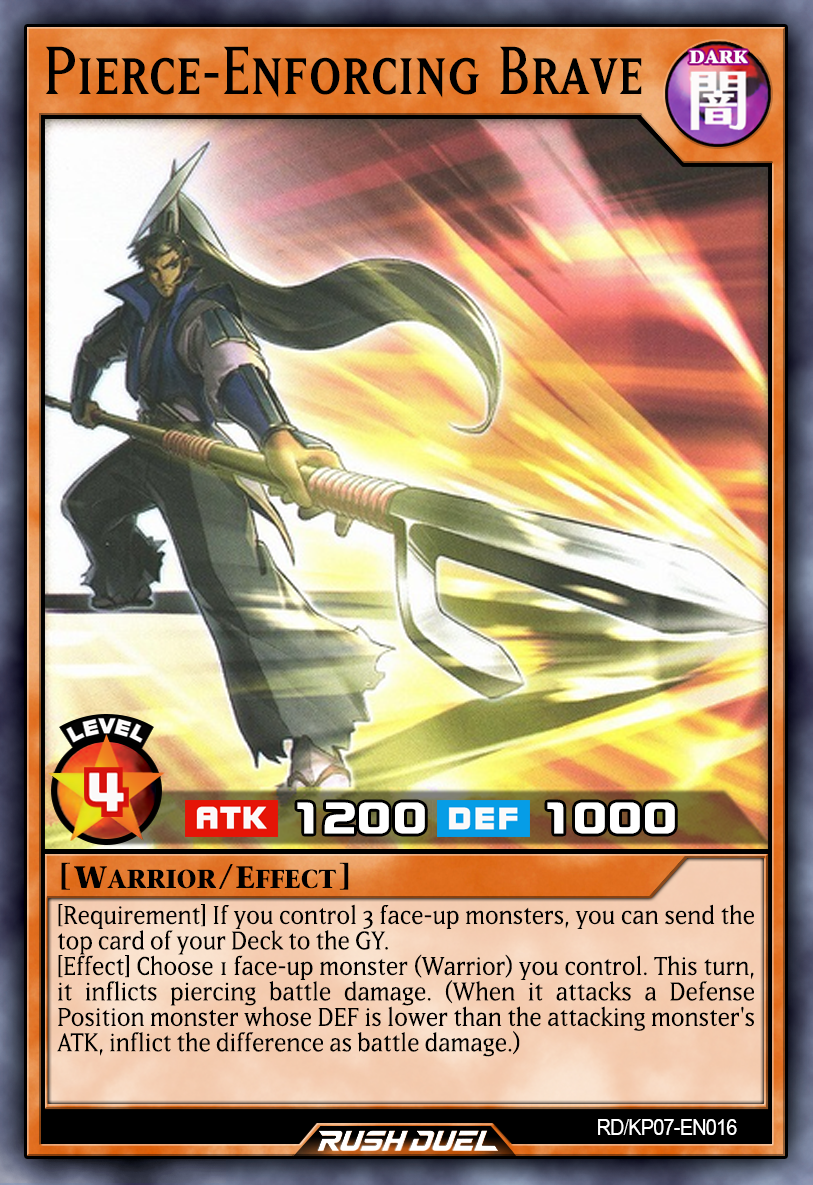 Pierce-Enforcing Brave
DARK
闇
LEVEL
4
ATK 1200 DEF 1000
[Warrior/Effect]
[Requirement] If you control 3 face-up monsters, you can send the
top card of your Deck to the GY.
[Effect] Choose 1 face-up monster (Warrior) you control. This turn,
it inflicts piercing battle damage. (When it attacks a Defense
Position monster whose DEF is lower than the attacking monster's
ATK, inflict the difference as battle damage.)
RD/KP07-EN016
RUSH DUEL